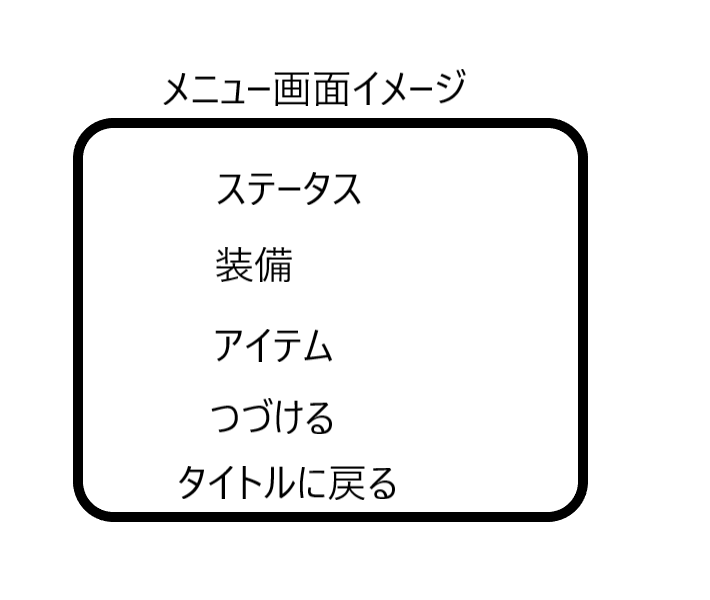 メニュー画面イメージ
ステータス
装備
アイテム
つづける
タイトルに戻る